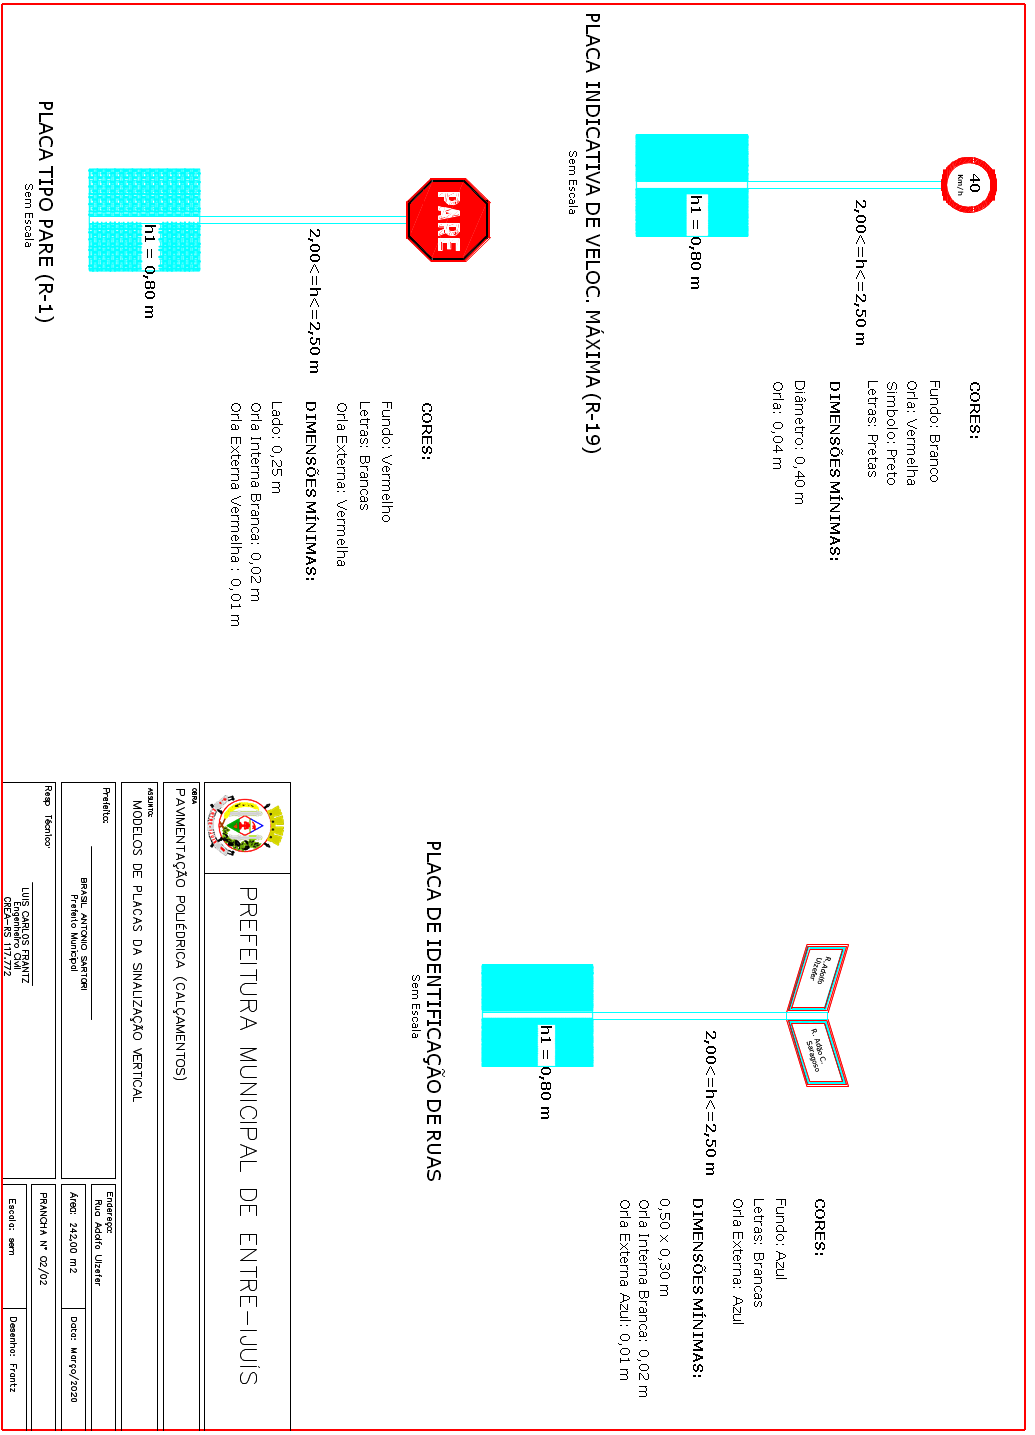 40
Km/h
2,00<=h<=2,50 m
h1 = 0,80 m
CORES:
Fundo: Branco
Orla: Vermelha
Simbolo: Preto
Letras: Pretas
DIMENSÕES MÍNIMAS:
Diâmetro: 0,40 m
Orla: 0,04 m
PLACA INDICATIVA DE VELOC. MÁXIMA (R-19)
Sem Escala
PARE
2,00<=h<=2,50 m
h1 = 0,80 m
CORES:
Fundo: Vermelho
Letras: Brancas
Orla Externa: Vermelha
DIMENSÕES MÍNIMAS:
Lado: 0,25 m
Orla Interna Branca: 0,02 m
Orla Externa Vermelha : 0,01 m
PLACA TIPO PARE (R-1)
Sem Escala
R.Adolfo
Ulzefer
R. Adão C.
Saragoso
2,00<=h<=2,50 m
h1 = 0,80 m
CORES:
Fundo: Azul
Letras: Brancas
Orla Externa: Azul
DIMENSÕES MÍNIMAS:
0,50 x 0,30 m
Orla Interna Branca: 0,02 m
Orla Externa Azul: 0,01 m
PLACA DE IDENTIFICAÇÃO DE RUAS
Sem Escala
PREFEITURA MUNICIPAL DE ENTRE-IJUÍS
OBRA
PAVIMENTAÇÃO POLIÉDRICA (CALÇAMENTOS)
ASSUNTO:
MODELOS DE PLACAS DA SINALIZAÇÃO VERTICAL
Prefeito:
BRASIL ANTONIO SARTORI
Prefeito Municipal
Endereço:
Rua Adolfo Ulzefer
Área: 242,00 m2
Data: Março/2020
Resp Técnico
LUIS CARLOS FRANTZ
Engenheiro Civil
CREA-RS 117.772
PRANCHA N° 02/02
Escala: sem
Desenho: Frantz